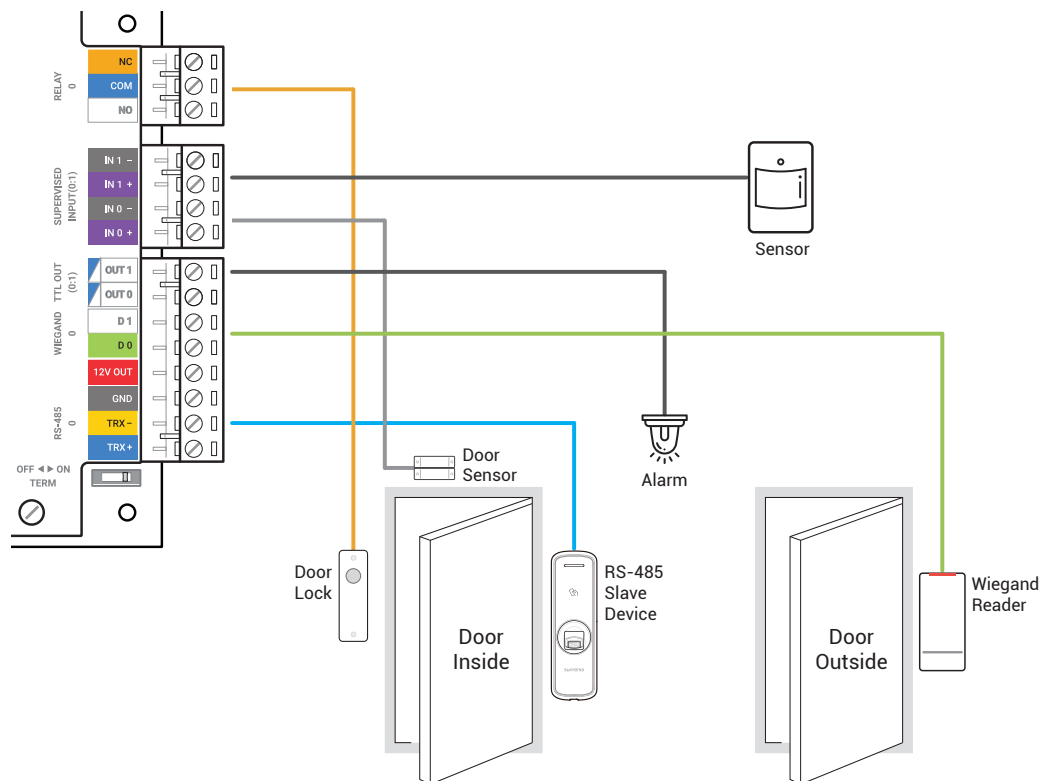 RELAY
0
NC
COM
NO
SUPERVISED
INPUT(0:1)
IN 1 –
IN 1 +
IN 0 –
IN 0 +
TTL OUT
(0:1)
OUT 1
OUT 0
WIEGAND
0
D 1
D 0
12V OUT
GND
RS-485
0
TRX –
TRX +
OFF ◄ ► ON
TERM
Sensor
Alarm
Door
Sensor
Door
Lock
Door
Inside
RS-485
Slave
Device
Door
Outside
Wiegand
Reader